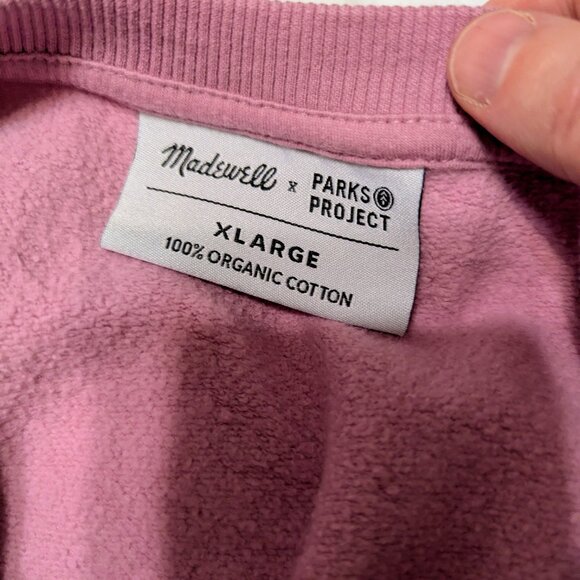 Madewell x PARKS PROJECT
XLARGE
100% ORGANIC COTTON